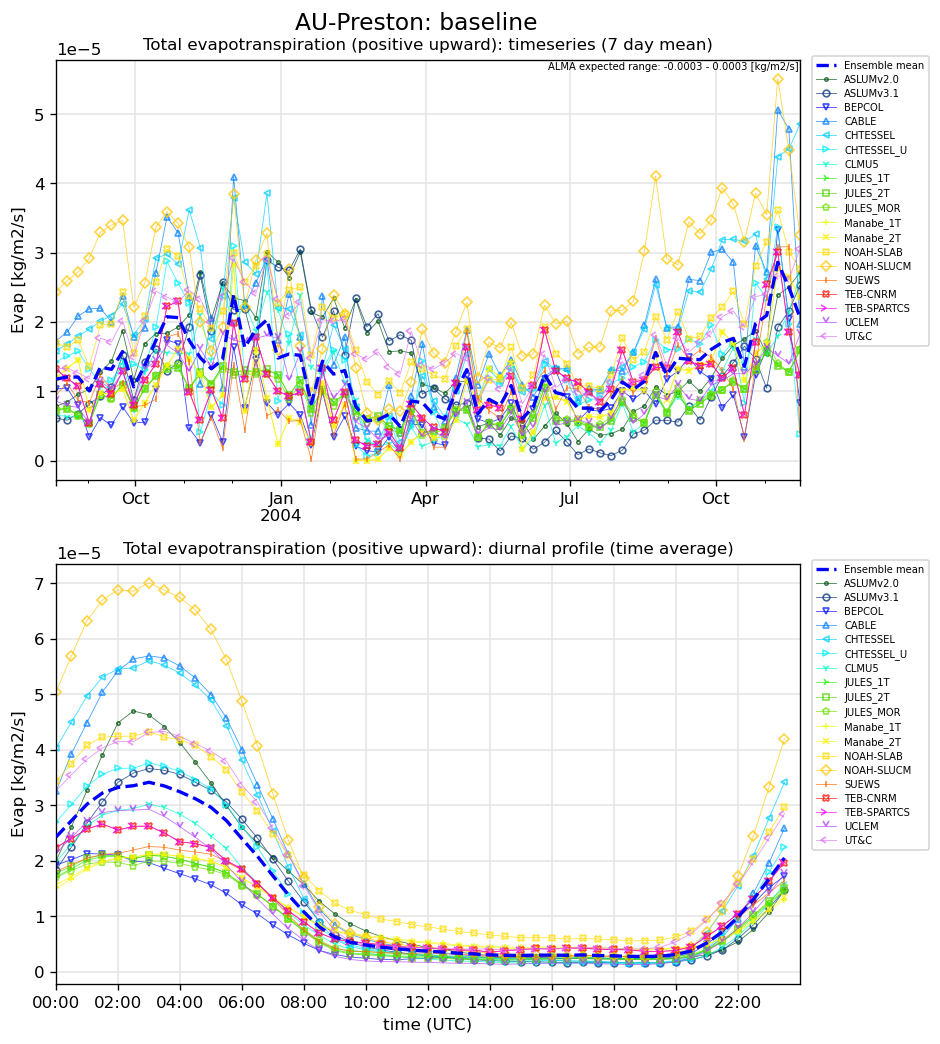 AU-Preston: baseline
Total evapotranspiration (positive upward): timeseries (7 day mean)
1e−5
ALMA expected range: -0.0003 - 0.0003 [kg/m2/s]
Evap [kg/m2/s]
5
4
3
2
1
0
Oct
Jan
2004
Apr
Jul
Oct
Ensemble mean
ASLUMv2.0
ASLUMv3.1
BEPCOL
CABLE
CHTESSEL
CHTESSEL_U
CLMU5
JULES_1T
JULES_2T
JULES_MOR
Manabe_1T
Manabe_2T
NOAH-SLAB
NOAH-SLUCM
SUEWS
TEB-CNRM
TEB-SPARTCS
UCLEM
UT&C
Total evapotranspiration (positive upward): diurnal profile (time average)
1e−5
Evap [kg/m2/s]
7
6
5
4
3
2
1
0
00:00
02:00
04:00
06:00
08:00
10:00
12:00
14:00
16:00
18:00
20:00
22:00
time (UTC)
Ensemble mean
ASLUMv2.0
ASLUMv3.1
BEPCOL
CABLE
CHTESSEL
CHTESSEL_U
CLMU5
JULES_1T
JULES_2T
JULES_MOR
Manabe_1T
Manabe_2T
NOAH-SLAB
NOAH-SLUCM
SUEWS
TEB-CNRM
TEB-SPARTCS
UCLEM
UT&C